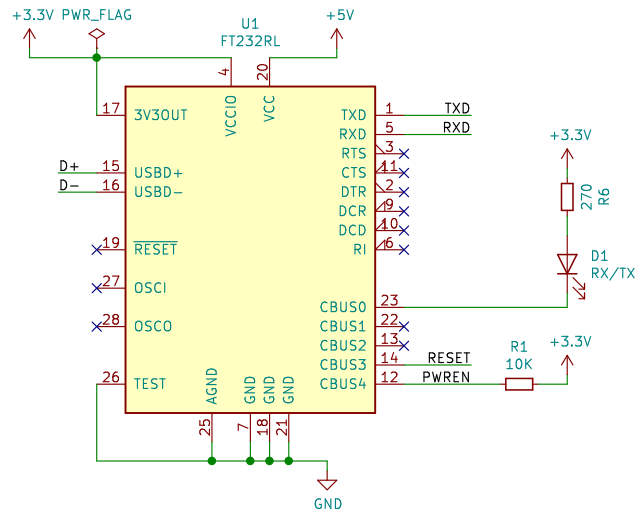 +3.3V PWR_FLAG
U1
FT232RL
+5V
4
20
VCCIO
VCC
17 3V3OUT
TXD 1 TXD
RXD 5 RXD
RTS 3
D+ 15 USBD+
CTS 11
D- 16 USBD-
DTR 2
DCR 9
DCD 10
19 RESET
RI 6
27 OSCI
28 OSCO
CBUS0 23
CBUS1 22
CBUS2 13
CBUS3 14 RESET
CBUS4 12 PWREN
26 TEST
AGND
GND
GND
GND
25
7
18
21
GND
+3.3V
270
R6
D1
RX/TX
R1
10K
+3.3V